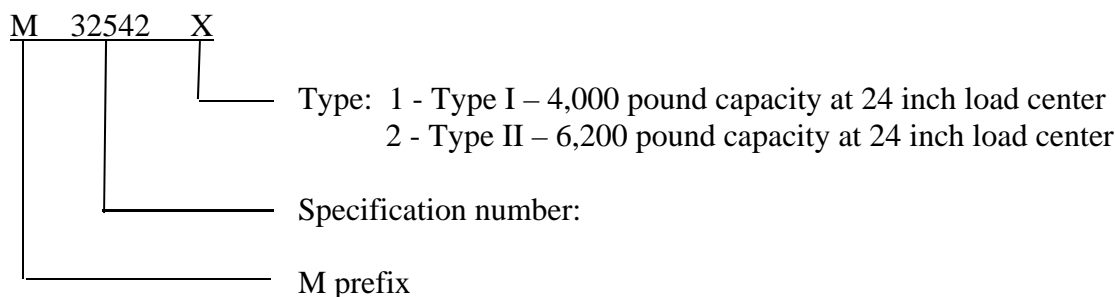 M 32542 X
Type: 1 - Type I – 4,000 pound capacity at 24 inch load center
2 - Type II – 6,200 pound capacity at 24 inch load center
Specification number:
M prefix